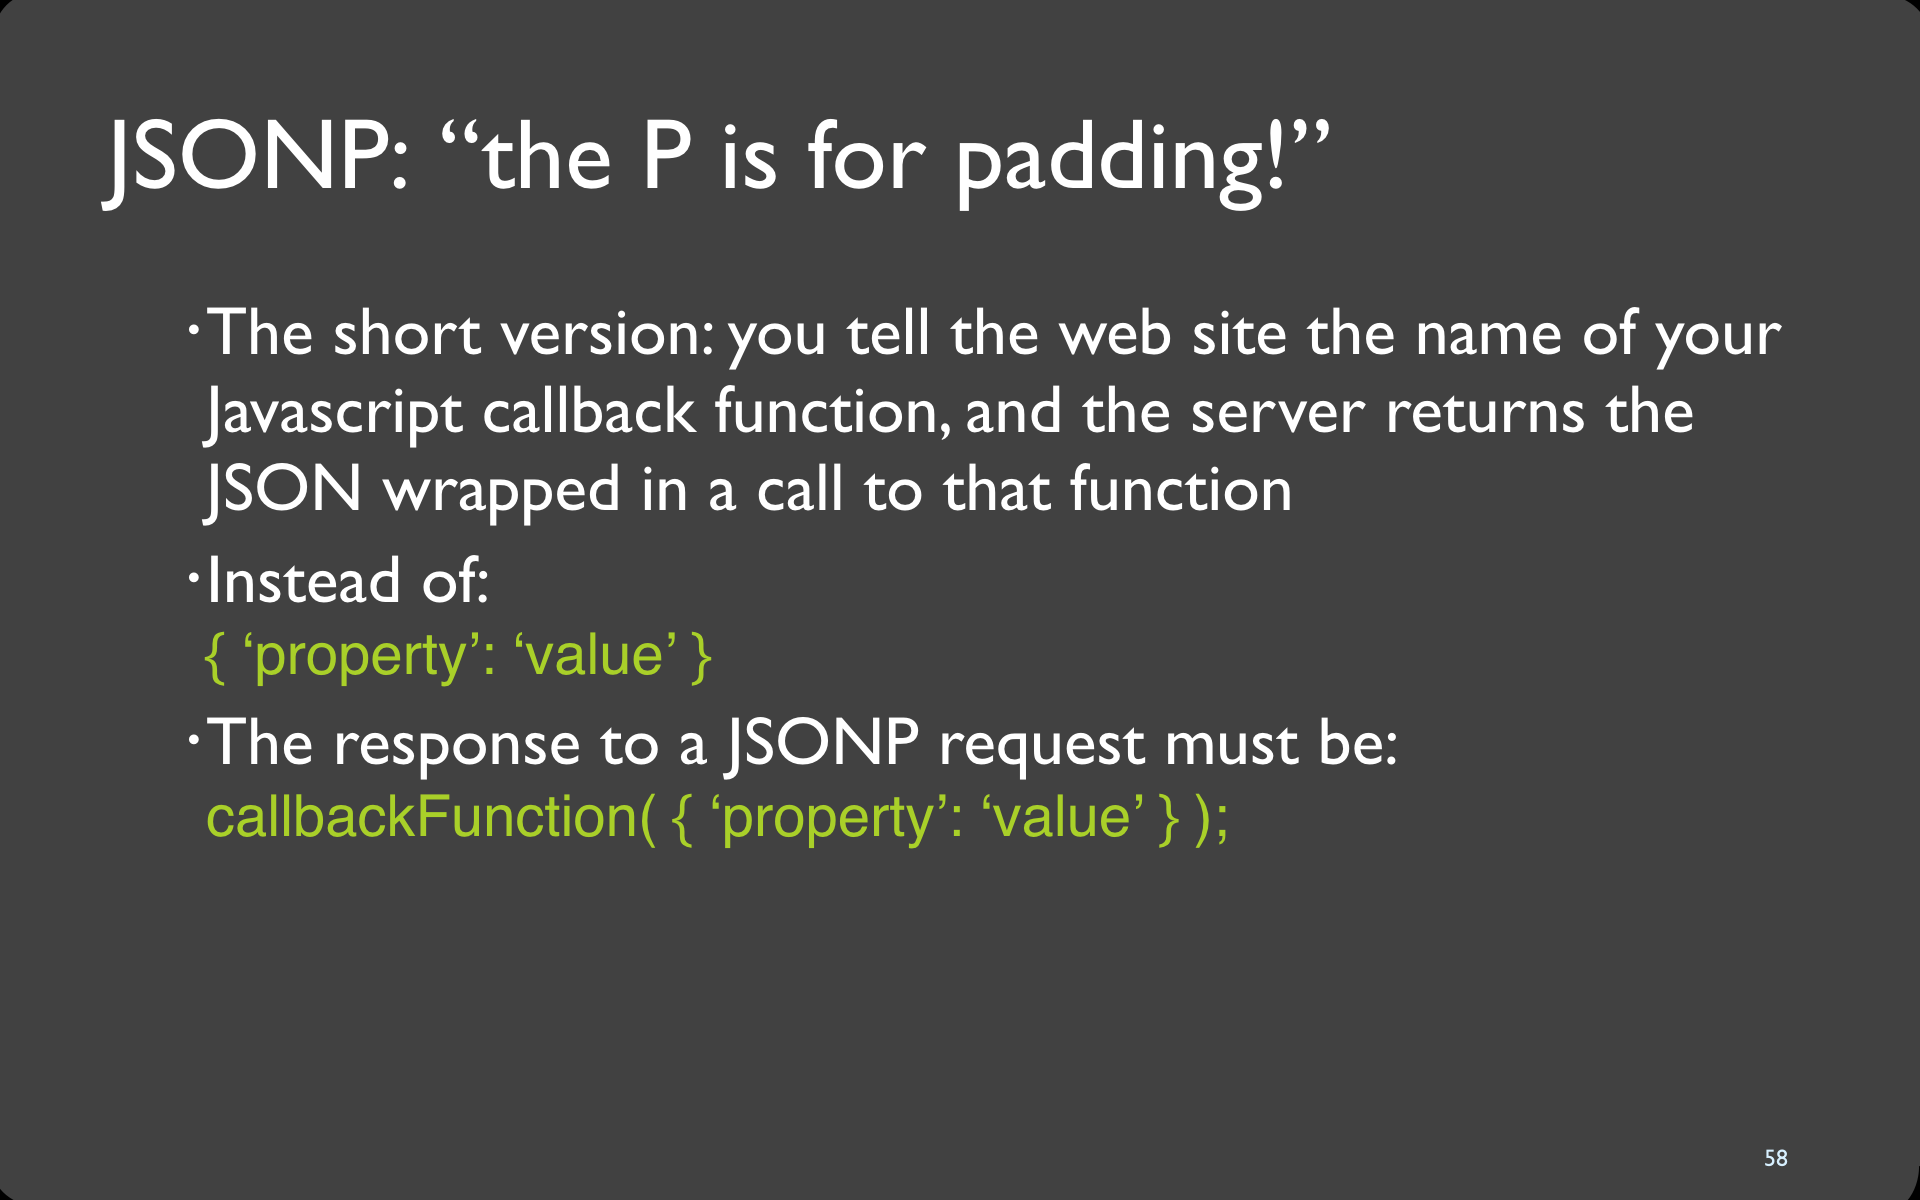 JSONP: “the P is for padding!”
•The short version: you tell the web site the name of your
Javascript callback function, and the server returns the
JSON wrapped in a call to that function
•Instead of:
{ ‘property’: ‘value’ }
•The response to a JSONP request must be:
callbackFunction( { ‘property’: ‘value’ } );
58